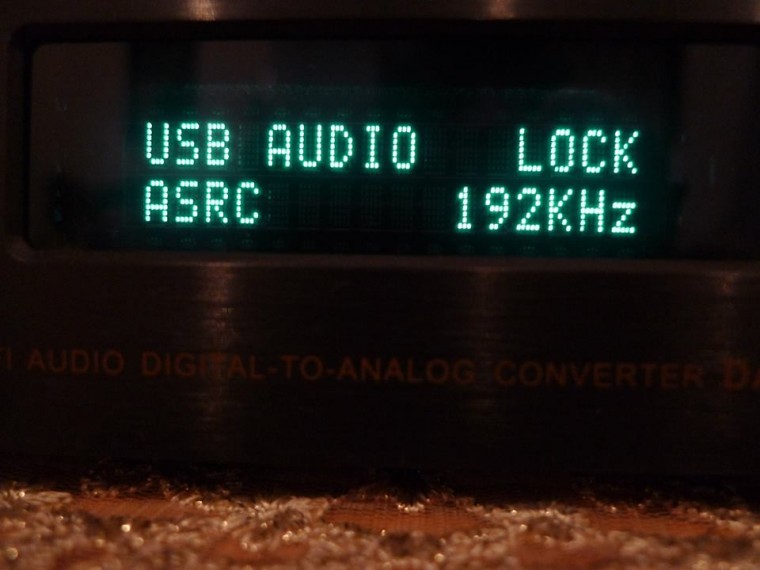 USB AUDIO LOCK
ASRC 192KHz
I AUDIO DIGITAL-TO-ANALOG CONVERTER